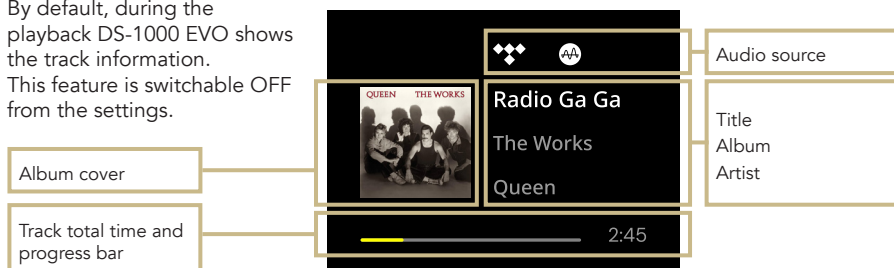 By default, during the
playback DS-1000 EVO shows
the track information.
This feature is switchable OFF
from the settings.
Audio source
QUEEN THE WORKS
Radio Ga Ga
The Works
Queen
Title
Album
Artist
Album cover
Track total time and
progress bar
2:45